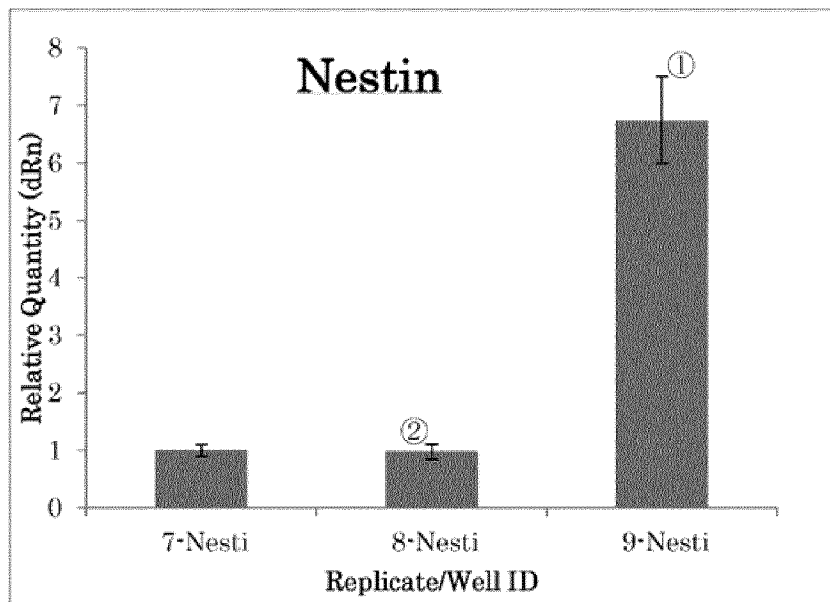 Nestin
①
②
Relative Quantity (dRn)
8
7
6
5
4
3
2
1
0
7-Nesti
8-Nesti
9-Nesti
Replicate/Well ID